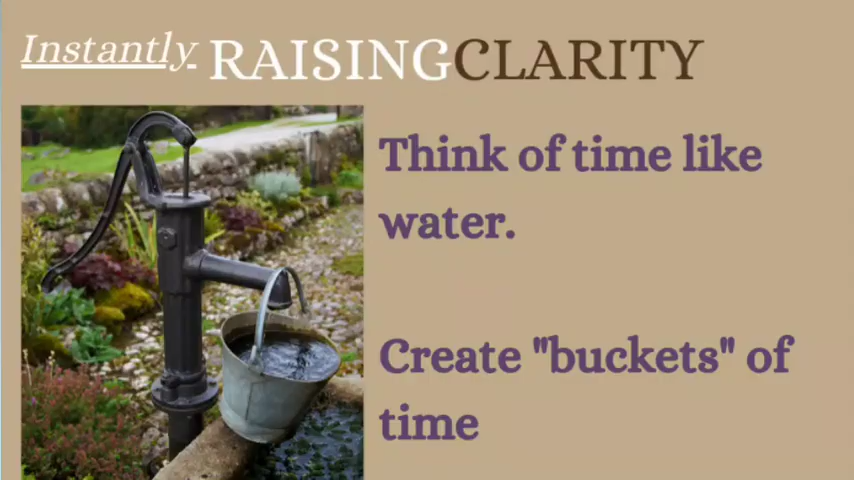 Instantly RAISINGCLARITY
Think of time like
water.
Create "buckets" of
time